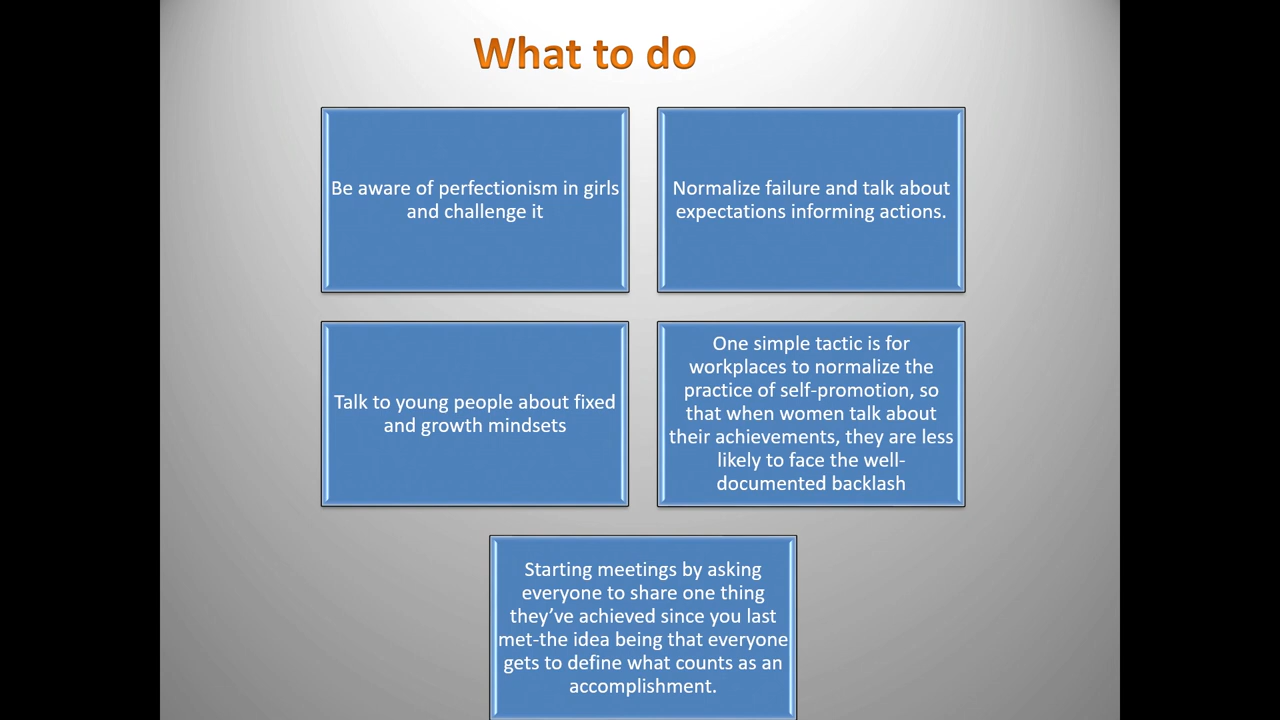 What to do
Be aware of perfectionism in girls
and challenge it
Normalize failure and talk about
expectations informing actions.
Talk to young people about fixed
and growth mindsets
One simple tactic is for
workplaces to normalize the
practice of self-promotion, so
that when women talk about
their achievements, they are less
likely to face the well-
documented backlash
Starting meetings by asking
everyone to share one thing
they’ve achieved since you last
met-the idea being that everyone
gets to define what counts as an
accomplishment.